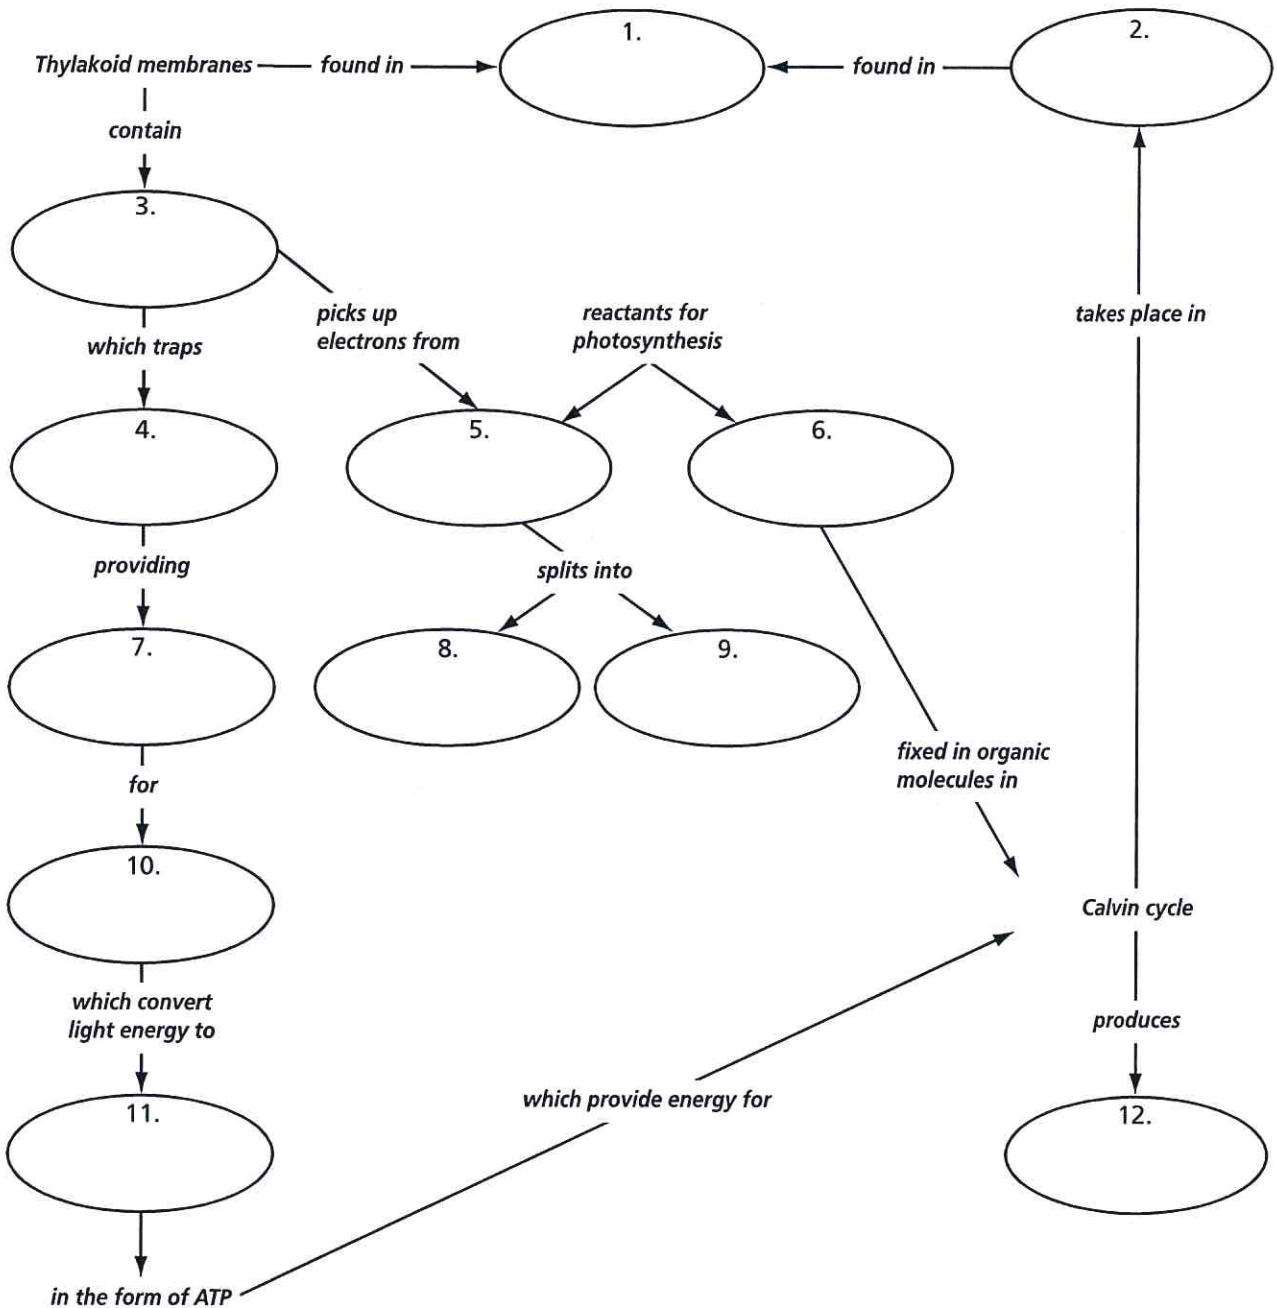 1.
2.
Thylakoid membranes
found in
found in
contain
3.
picks up
electrons from
reactants for
photosynthesis
takes place in
which traps
4.
5.
6.
providing
splits into
7.
8.
9.
fixed in organic
molecules in
for
10.
Calvin cycle
which convert
light energy to
produces
which provide energy for
11.
12.
in the form of ATP